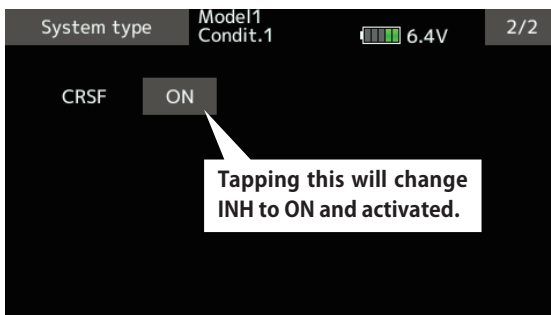 System type
Model1
Condit.1
6.4V
2/2
CRSF
ON
Tapping this will change
INH to ON and activated.